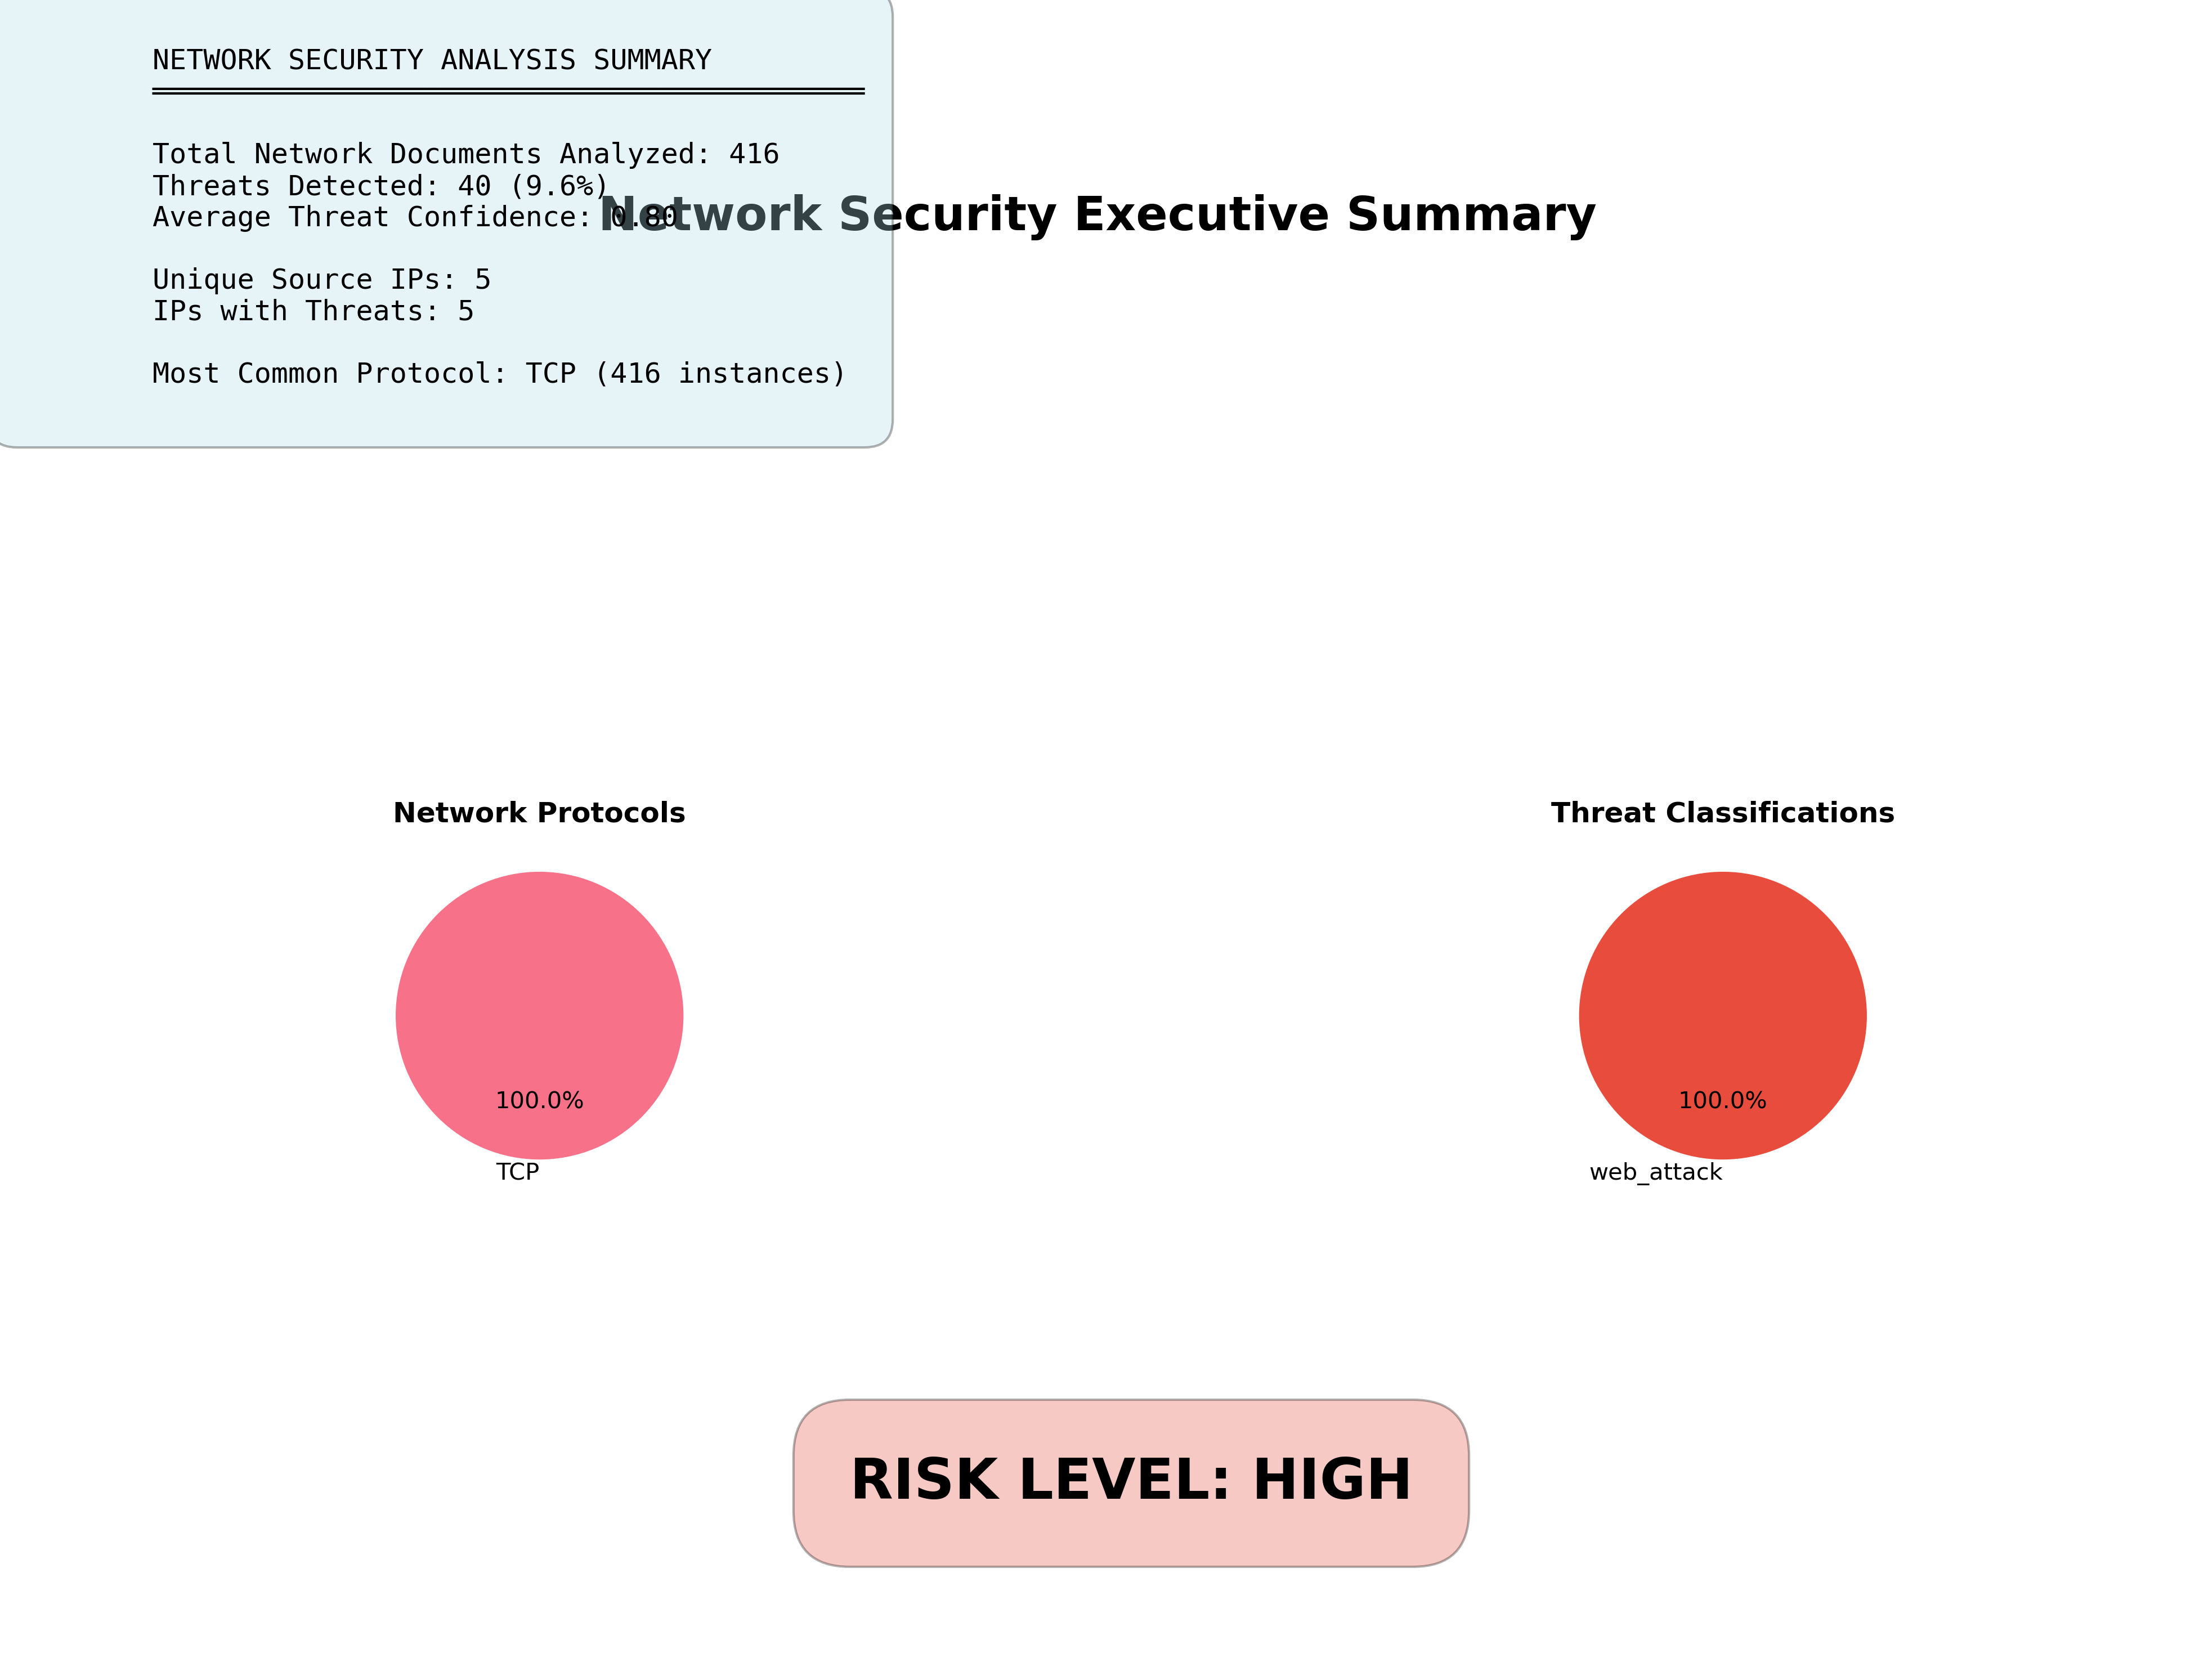 NETWORK SECURITY ANALYSIS SUMMARY
Total Network Documents Analyzed: 416
Threats Detected: 40 (9.6%)
Average Threat Confidence: 0.80
Network Security Executive Summary
Unique Source IPs: 5
IPs with Threats: 5
Most Common Protocol: TCP (416 instances)
Network Protocols
100.0%
TCP
Threat Classifications
100.0%
web_attack
RISK LEVEL: HIGH